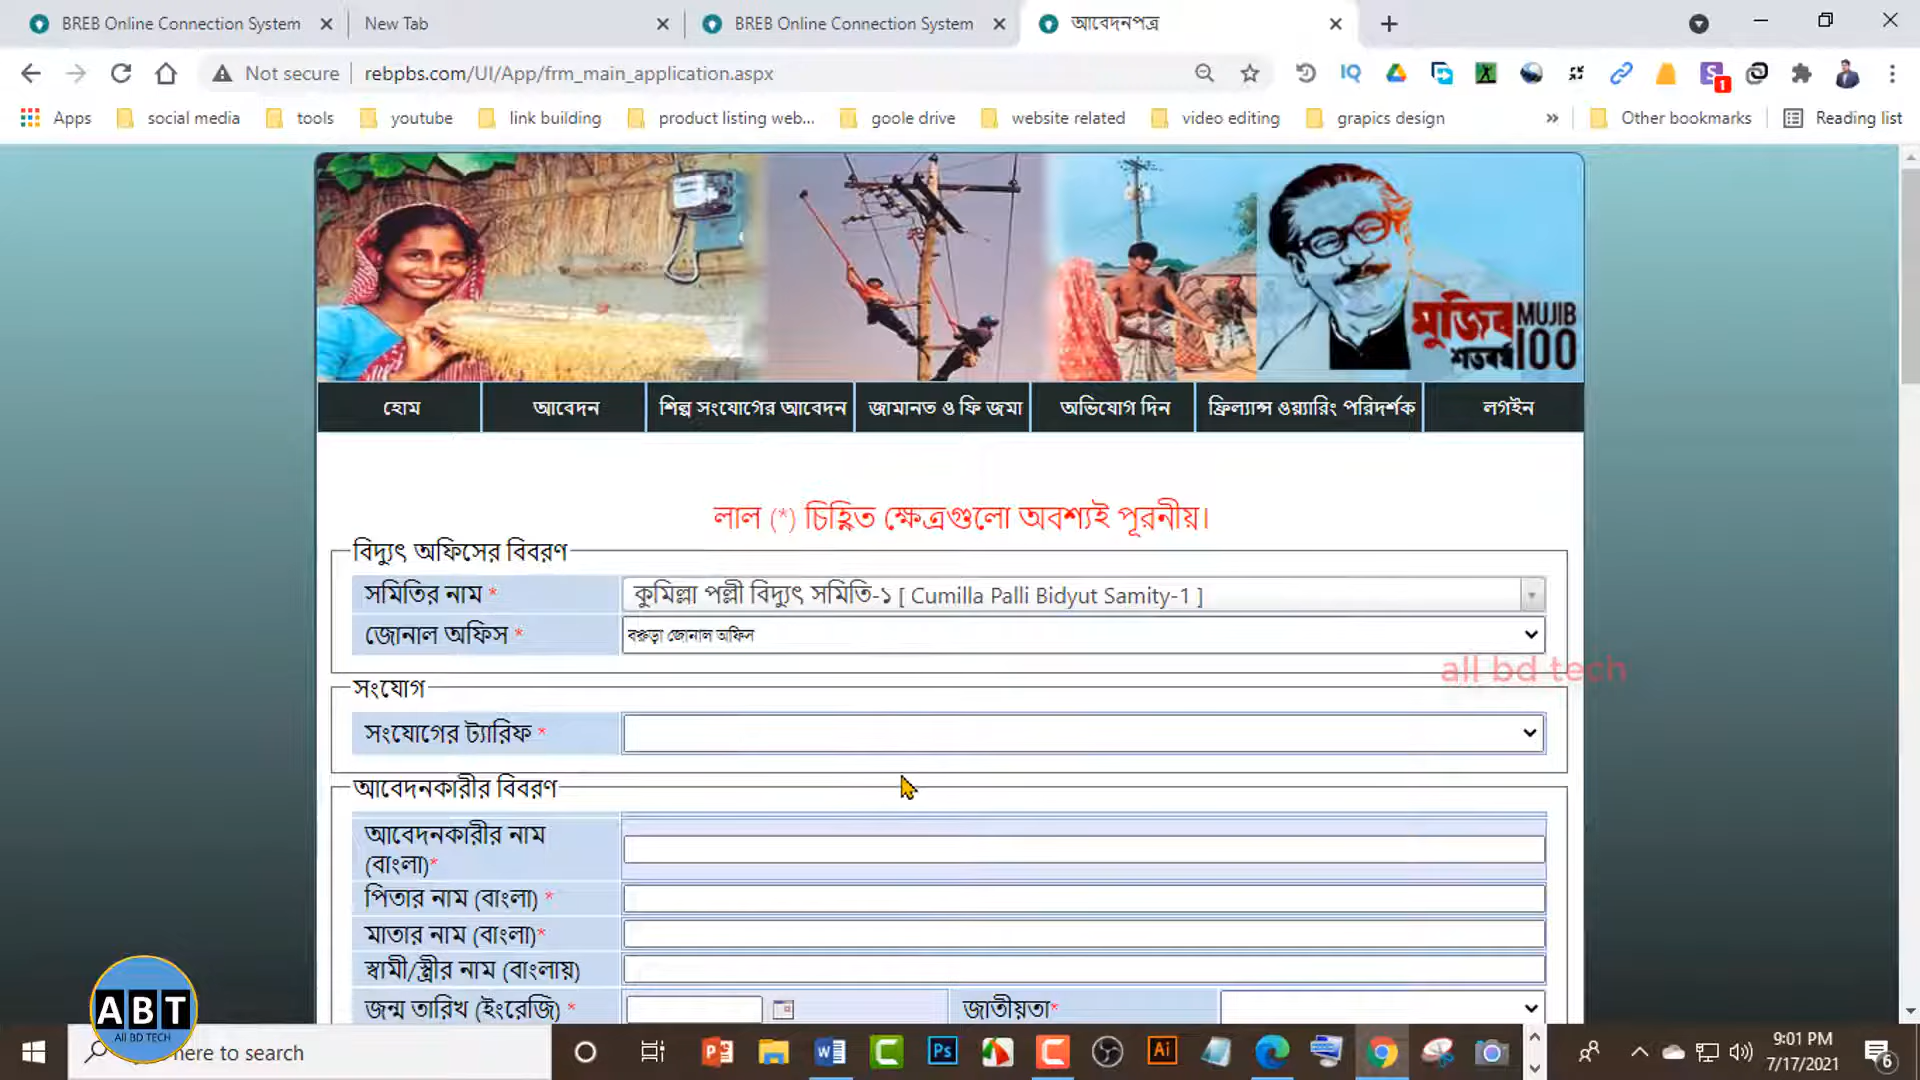 BREB Online Connection System
New Tab
BREB Online Connection System
আবেদনপত্র
Not secure
rebpbs.com/UI/App/frm_main_application.aspx
IQ
S
1
Apps
social media
tools
youtube
link building
product listing web...
goole drive
website related
video editing
grapics design
»
Other bookmarks
Reading list
মুজিব MUJIB
শতবর্ষ 100
হোম
আবেদন
শিল্প সংযোগের আবেদন
জামানত ও ফি জমা
অভিযোগ দিন
ফ্রিল্যান্স ওয়্যারিং পরিদর্শক
লগইন
লাল (*) চিহ্নিত ক্ষেত্রগুলো অবশ্যই পূরনীয়।
বিদ্যুৎ অফিসের বিবরণ
সমিতির নাম * কুমিল্লা পল্লী বিদ্যুৎ সমিতি-১ [ Cumilla Palli Bidyut Samity-1 ]
জোনাল অফিস * বরুড়া জোনাল অফিস
all bd tech
সংযোগ
সংযোগের ট্যারিফ *
আবেদনকারীর বিবরণ
আবেদনকারীর নাম
(বাংলা)*
পিতার নাম (বাংলা) *
মাতার নাম (বাংলা)*
স্বামী/স্ত্রীর নাম (বাংলায়)
জন্ম তারিখ (ইংরেজি) * জাতীয়তা*
ABT
All BD TECH
here to search
Ps
Ai
9:01 PM
7/17/2021
6